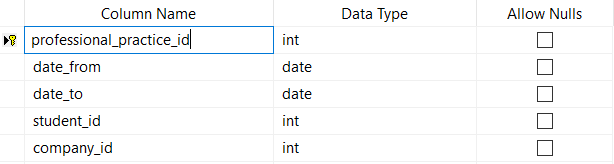 Column Name Data Type Allow Nulls
professional_practice_id int
date_from date
date_to date
student_id int
company_id int